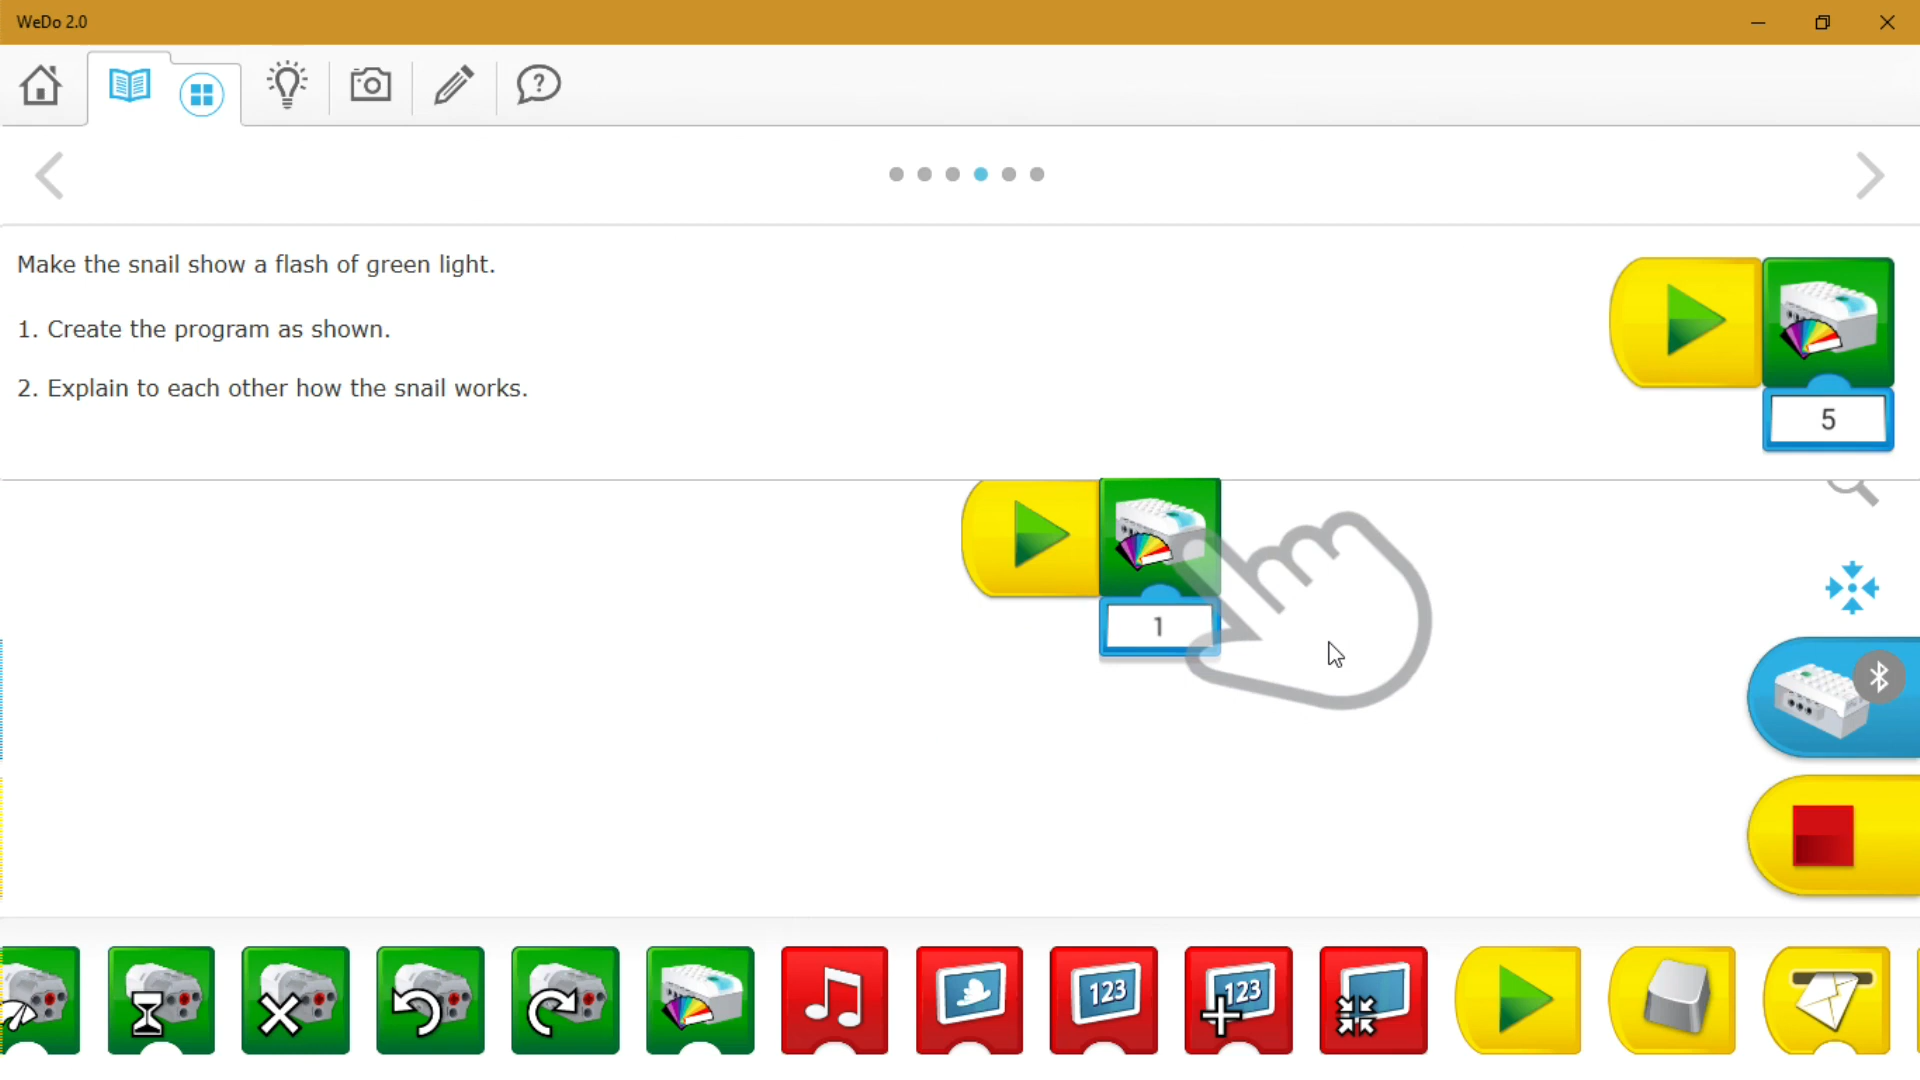 WeDo 2.0
?
Make the snail show a flash of green light.
1. Create the program as shown.
2. Explain to each other how the snail works.
5
1
123
123